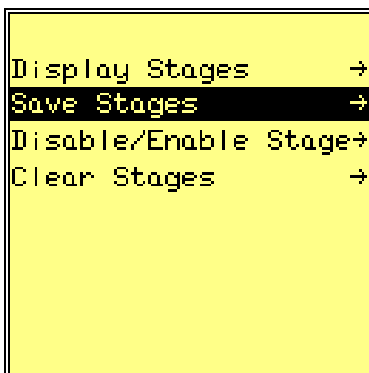 Display Stages →
Save Stages →
Disable/Enable Stage→
Clear Stages →